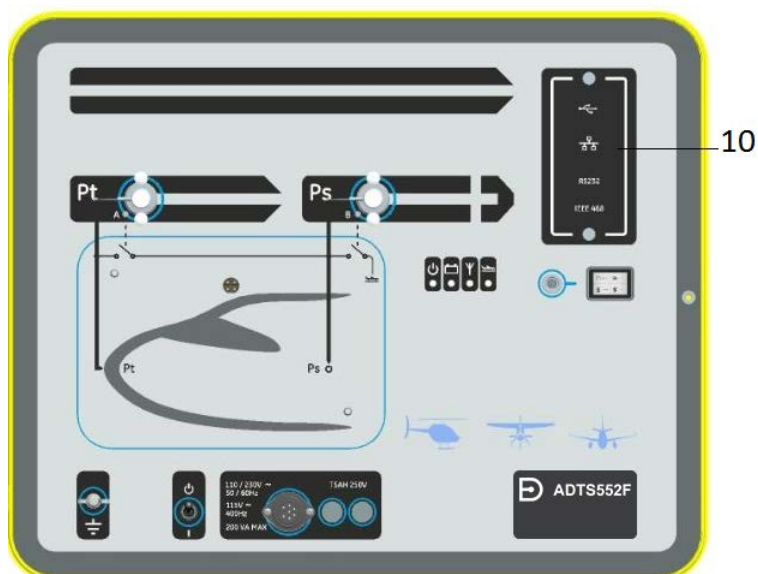 10
RS232
IEEE 488
Pt
A
Ps
B
Pt
Ps
110 / 230V ~
50 / 60Hz
115V ~
400Hz
200 VA MAX
T5AH 250V
ADTS552F